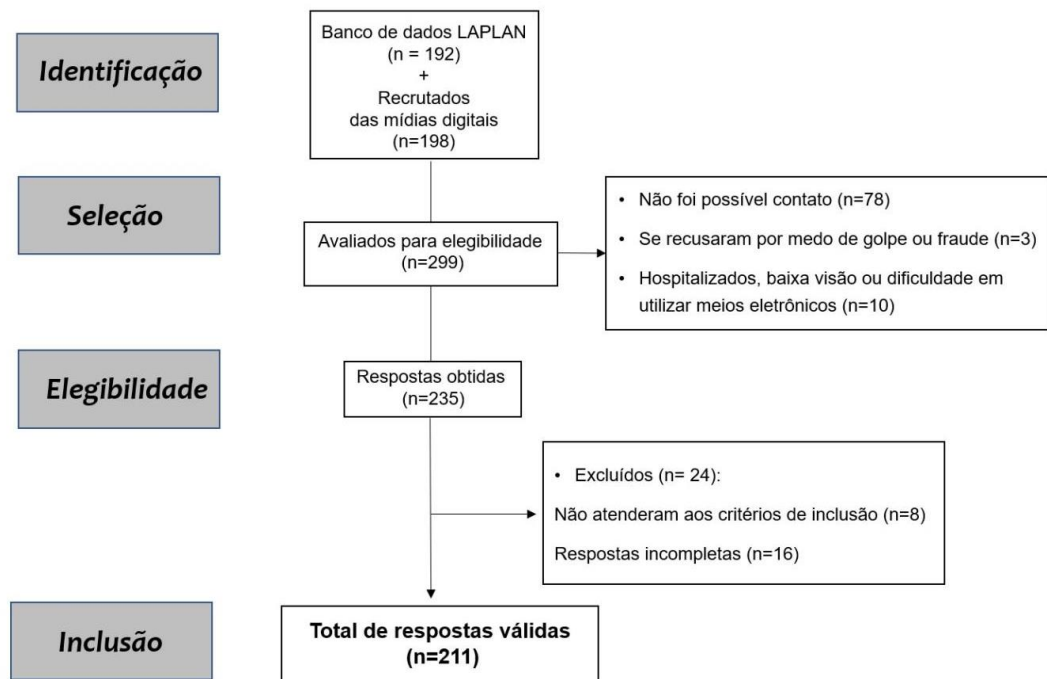 Identificação
Banco de dados LAPLAN
(n = 192)
+
Recrutados
das mídias digitais
(n=198)
Seleção
Avaliados para elegibilidade
(n=299)
• Não foi possível contato (n=78)
• Se recusaram por medo de golpe ou fraude (n=3)
• Hospitalizados, baixa visão ou dificuldade em
utilizar meios eletrônicos (n=10)
Elegibilidade
Respostas obtidas
(n=235)
• Excluídos (n= 24):
Não atenderam aos critérios de inclusão (n=8)
Respostas incompletas (n=16)
Inclusão
Total de respostas válidas
(n=211)